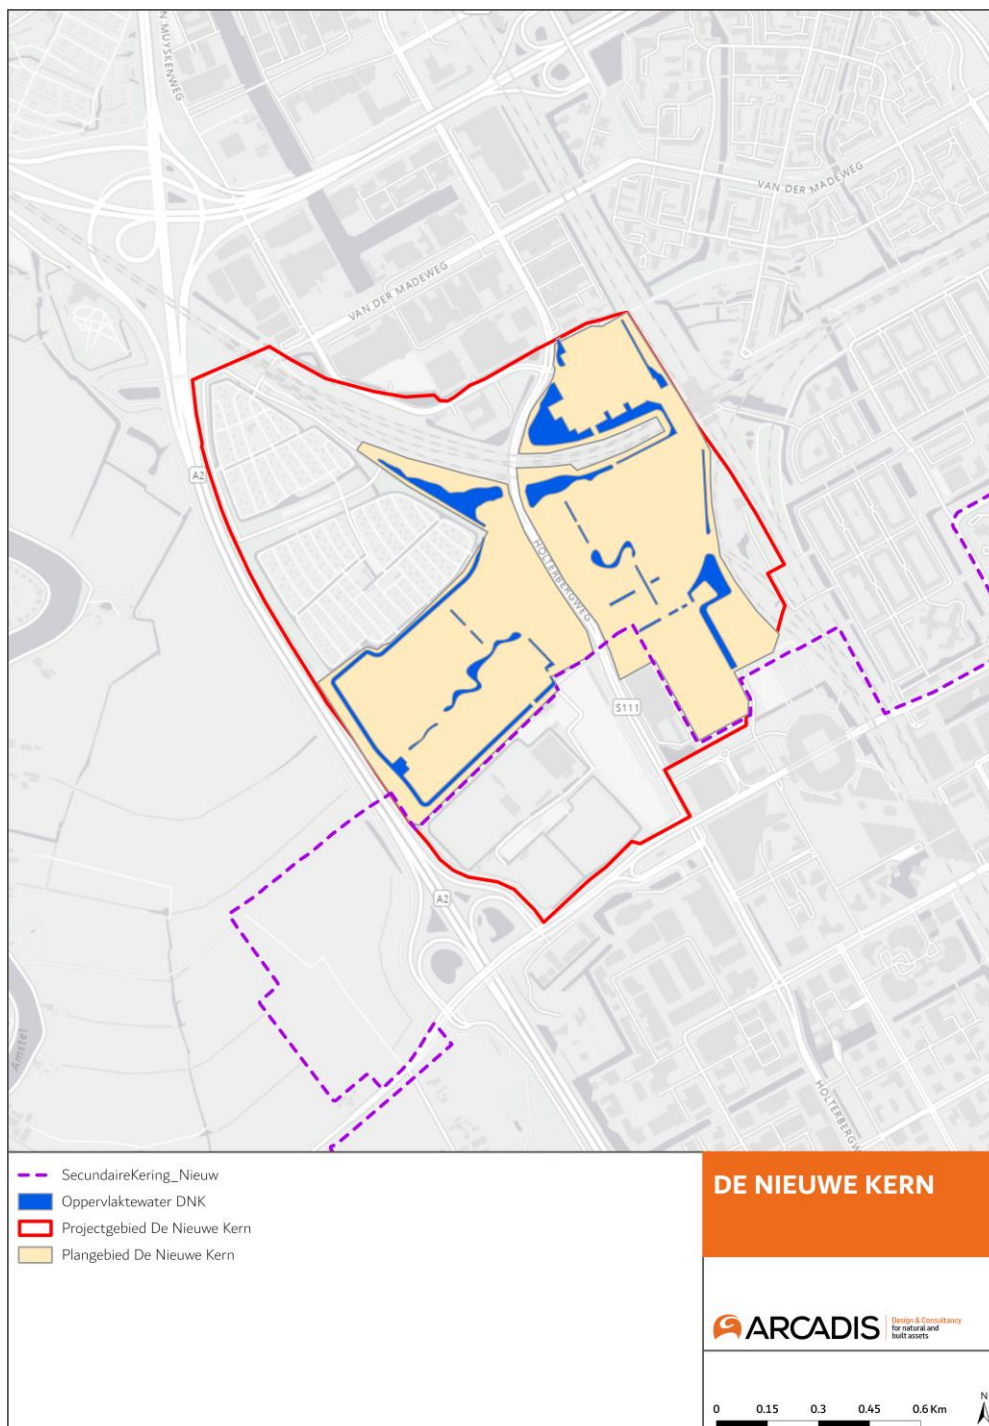 N MUYSKENWEG
VAN DER MADEWEG
VAN DER MADEWEG
A2
HOLTERBERGWEG
S111
A2
Amstel
HOLTERBERGW
SecundaireKering_Nieuw
Oppervlaktewater DNK
Projectgebied De Nieuwe Kern
Plangebied De Nieuwe Kern
DE NIEUWE KERN
ARCADIS
Design & Consultancy
for natural and
built assets
0 0.15 0.3 0.45 0.6 Km
N